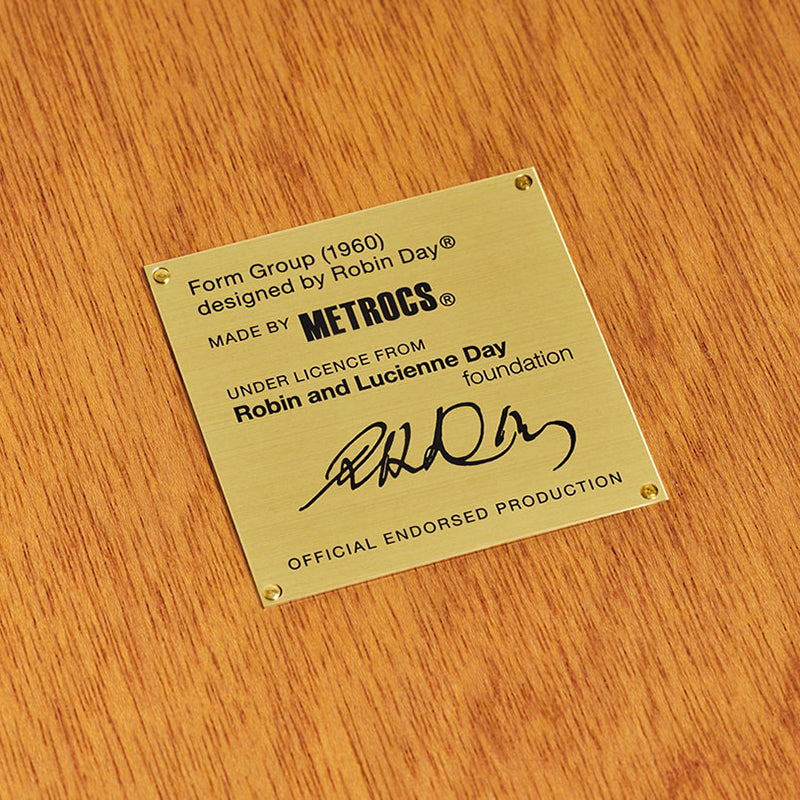 Form Group (1960)
designed by Robin Day®
MADE BY METROCS®
UNDER LICENCE FROM
Robin and Lucienne Day
foundation
OFFICIAL ENDORSED PRODUCTION